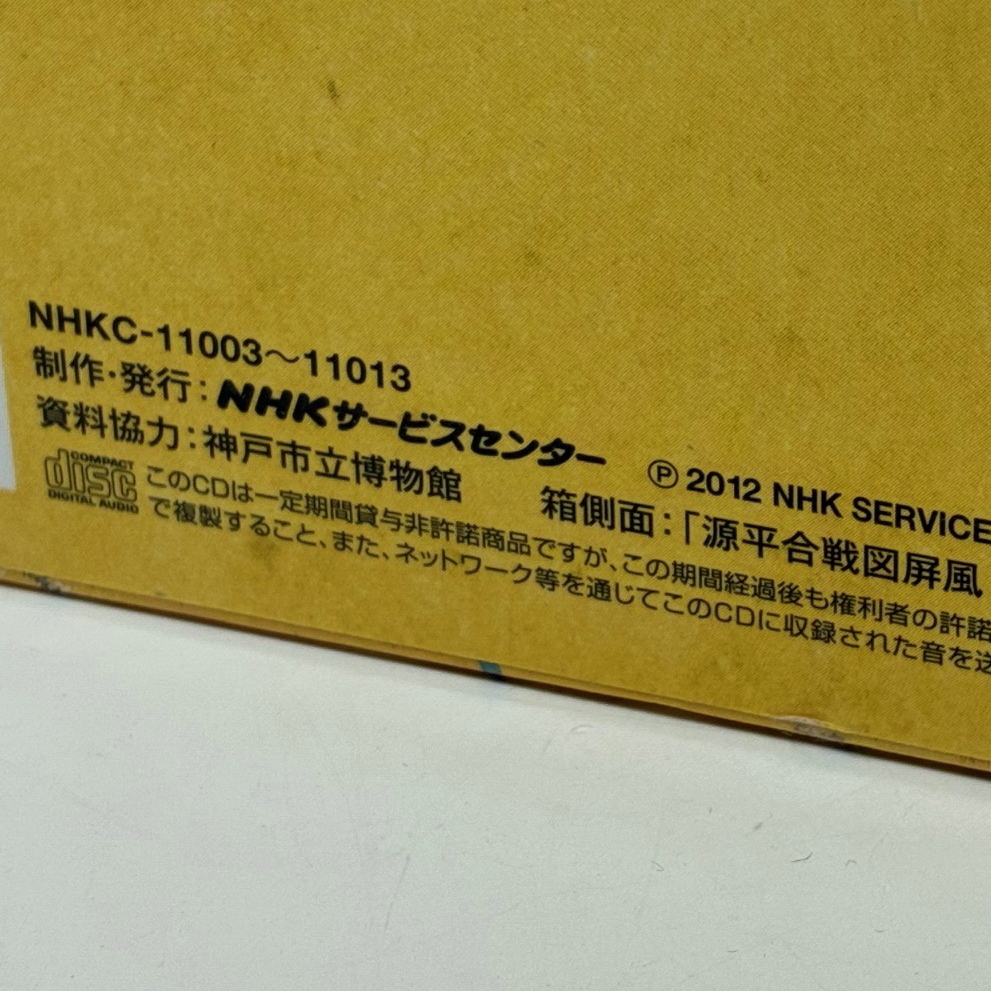 NHKC-11003〜11013
制作・発行：NHKサービスセンター
資料協力：神戸市立博物館
Ⓟ 2012 NHK SERVICE
箱側面：「源平合戦図屏風
COMPACT
disc
DIGITAL AUDIO
このCDは一定期間貸与非許諾商品ですが、この期間経過後も権利者の許諾
で複製すること、また、ネットワーク等を通じてこのCDに収録された音を送